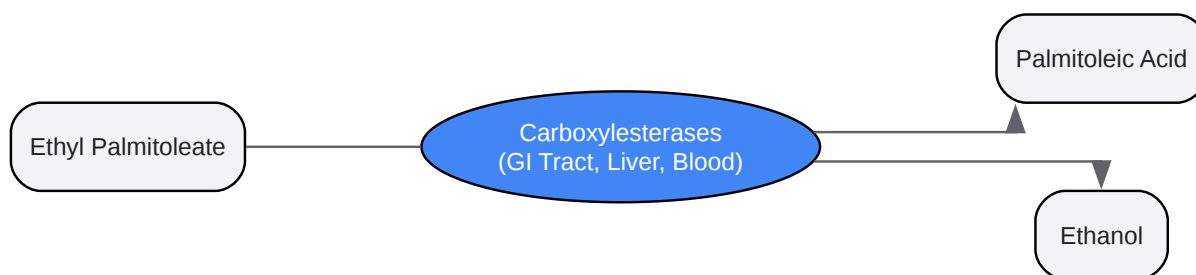 Ethyl Palmitoleate
Carboxylesterases
(GI Tract, Liver, Blood)
Palmitoleic Acid
Ethanol